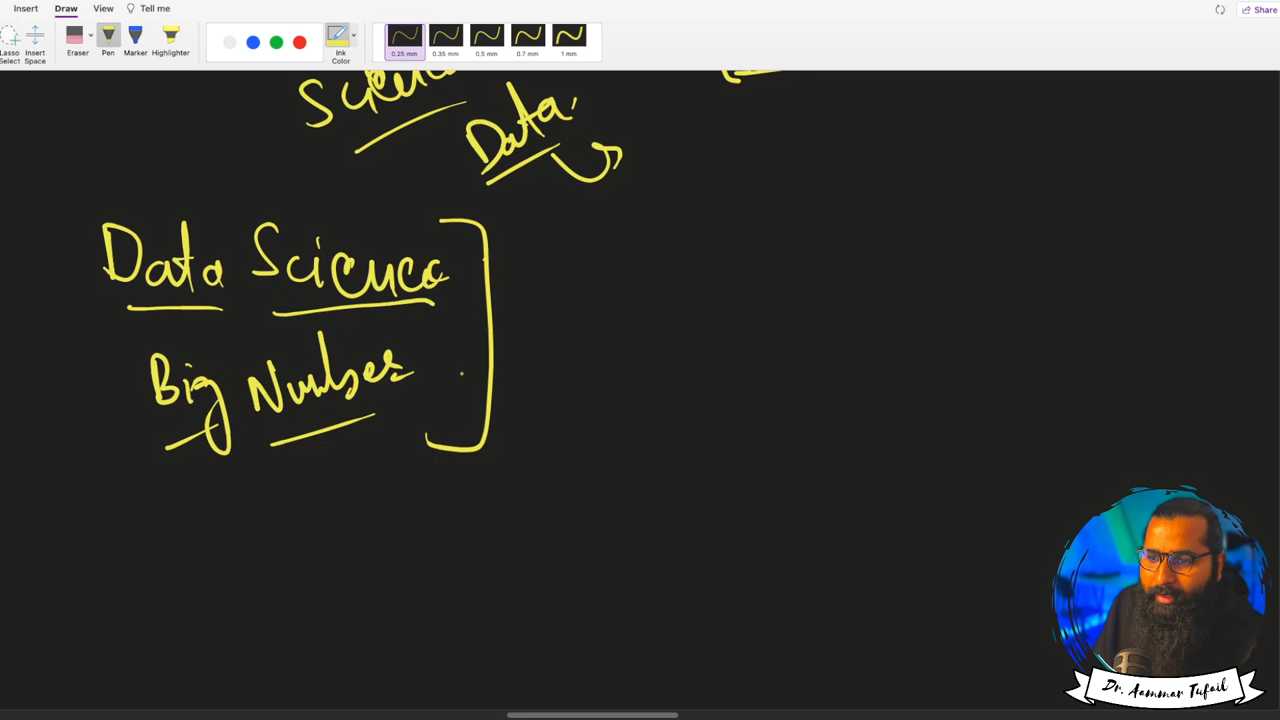 Insert Draw View Tell me
Share
Lasso Select
Insert Space
Eraser
Pen
Marker
Highlighter
Ink Color
0.25 mm
0.35 mm
0.5 mm
0.7 mm
1 mm
Science
Data
Data Science
Big Number
Dr. Aammar Tufail